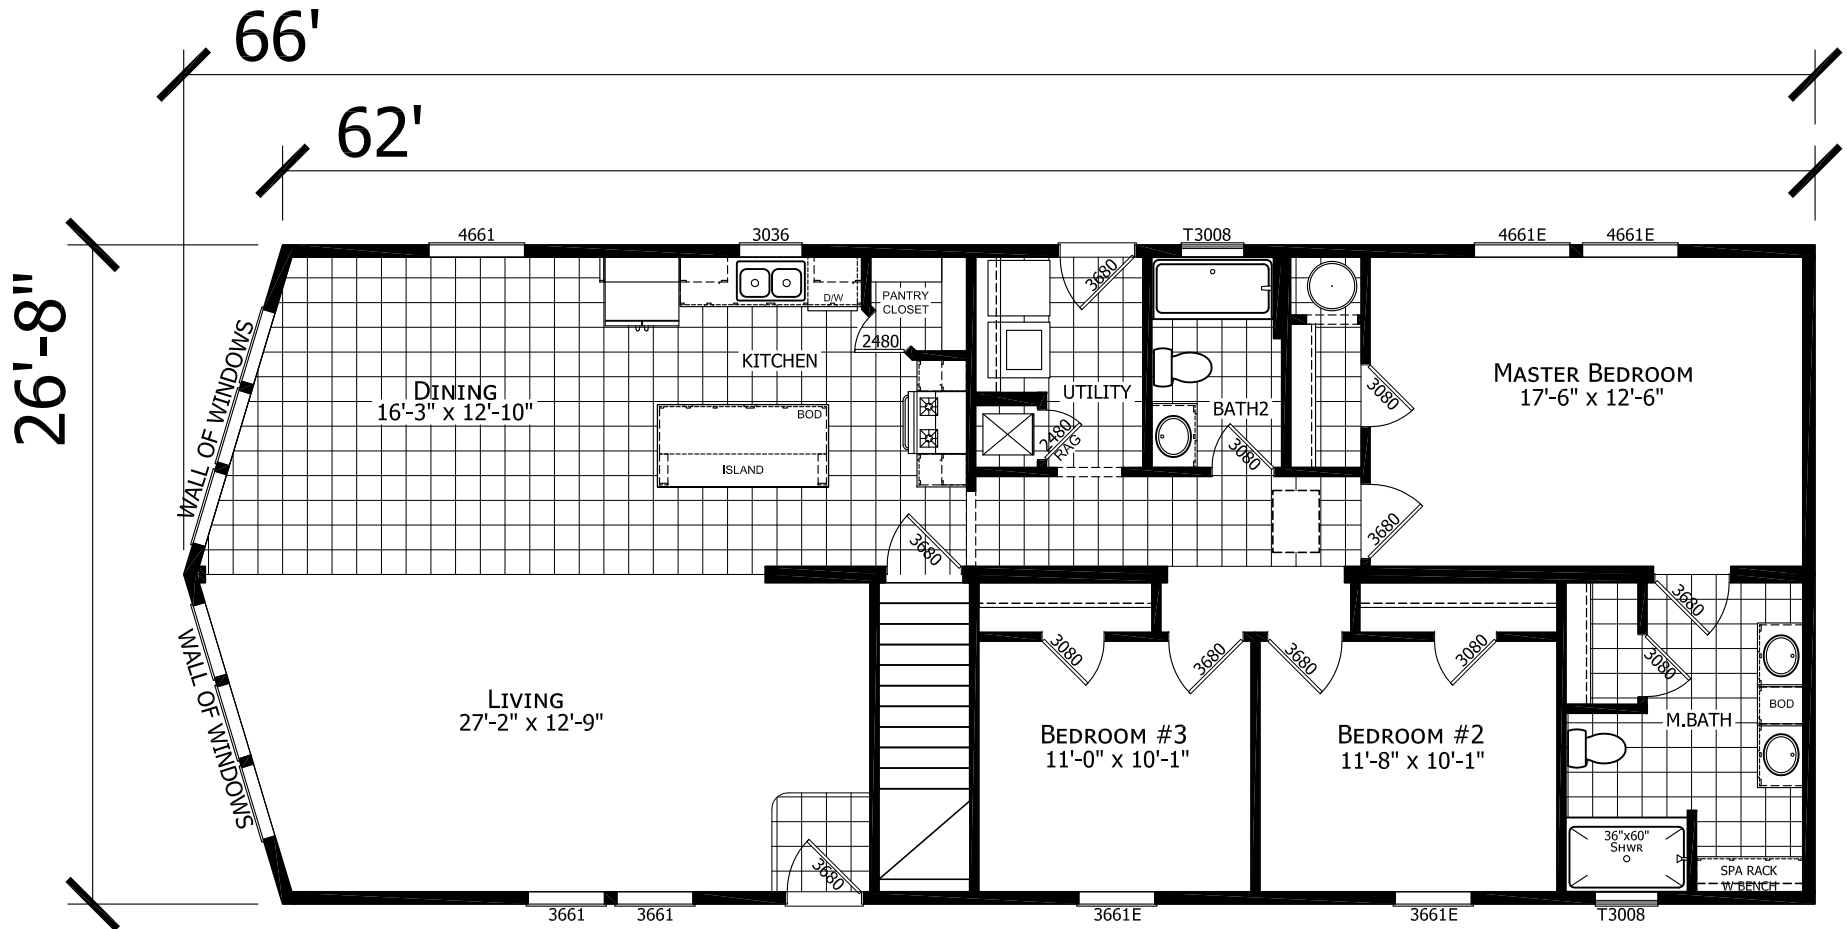 66'
62'
26'-8"
4661
3036
T3008
4661E
4661E
WALL OF WINDOWS
DINING
16'-3" x 12'-10"
KITCHEN
D/W
PANTRY
CLOSET
2480
BOD
ISLAND
3680
3680
UTILITY
2480
RAG
BATH2
3080
3080
3680
MASTER BEDROOM
17'-6" x 12'-6"
WALL OF WINDOWS
LIVING
27'-2" x 12'-9"
3680
3080
3680
BEDROOM #3
11'-0" x 10'-1"
3680
3080
BEDROOM #2
11'-8" x 10'-1"
3680
3080
M.BATH
BOD
36"x60"
SHWR
SPA RACK
W BENCH
3661
3661
3661E
3661E
T3008